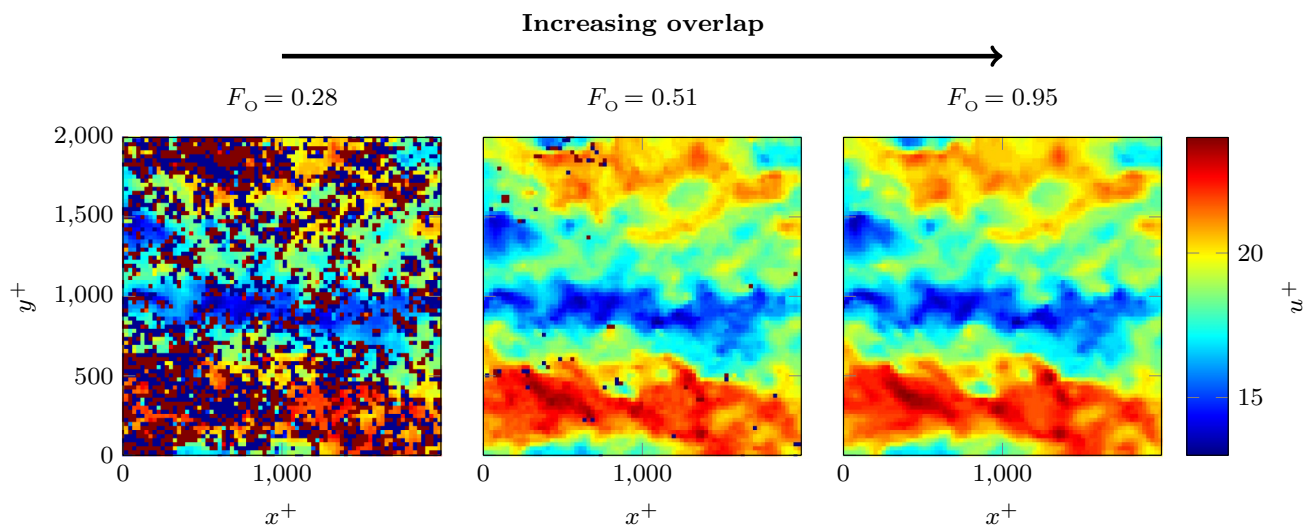 Increasing overlap
F_O = 0.28
F_O = 0.51
F_O = 0.95
2,000
1,500
1,000
500
0
y⁺
0
1,000
x⁺
0
1,000
x⁺
0
1,000
x⁺
20
15
u⁺